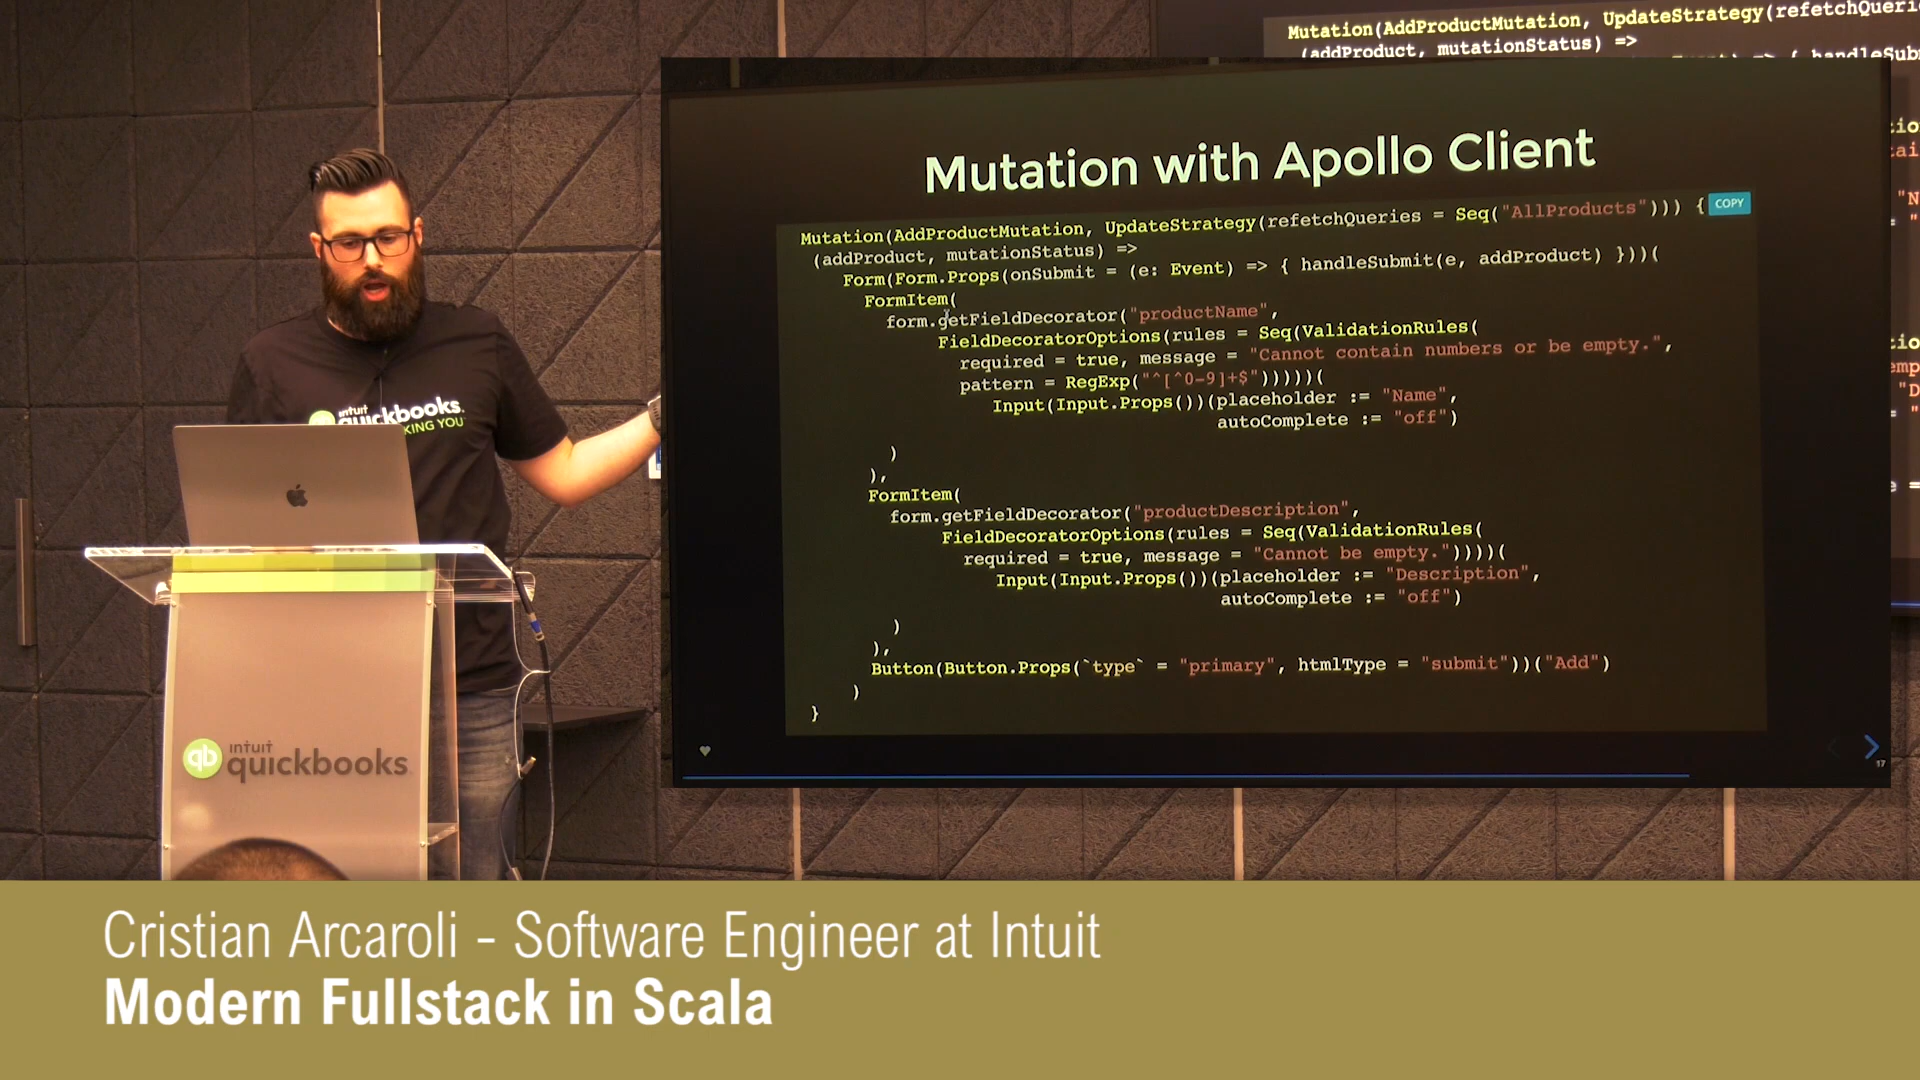 Mutation(AddProductMutation, UpdateStrategy(refetchQueri
(addProduct, mutationStatus) =>
{ handleSub
Mutation with Apollo Client
COPY
Mutation(AddProductMutation, UpdateStrategy(refetchQueries = Seq("AllProducts"))) {
(addProduct, mutationStatus) =>
Form(Form.Props(onSubmit = (e: Event) => { handleSubmit(e, addProduct) }))(
FormItem(
form.getFieldDecorator("productName",
FieldDecoratorOptions(rules = Seq(ValidationRules(
required = true, message = "Cannot contain numbers or be empty.",
pattern = RegExp("^[^0-9]+$")))))(
Input(Input.Props())(placeholder := "Name",
autoComplete := "off")
)
),
FormItem(
form.getFieldDecorator("productDescription",
FieldDecoratorOptions(rules = Seq(ValidationRules(
required = true, message = "Cannot be empty."))))(
Input(Input.Props())(placeholder := "Description",
autoComplete := "off")
)
),
Button(Button.Props(`type` = "primary", htmlType = "submit"))("Add")
)
}
17
intuit
quickbooks.
KING YOU
qb intuit
quickbooks.
Cristian Arcaroli - Software Engineer at Intuit
Modern Fullstack in Scala